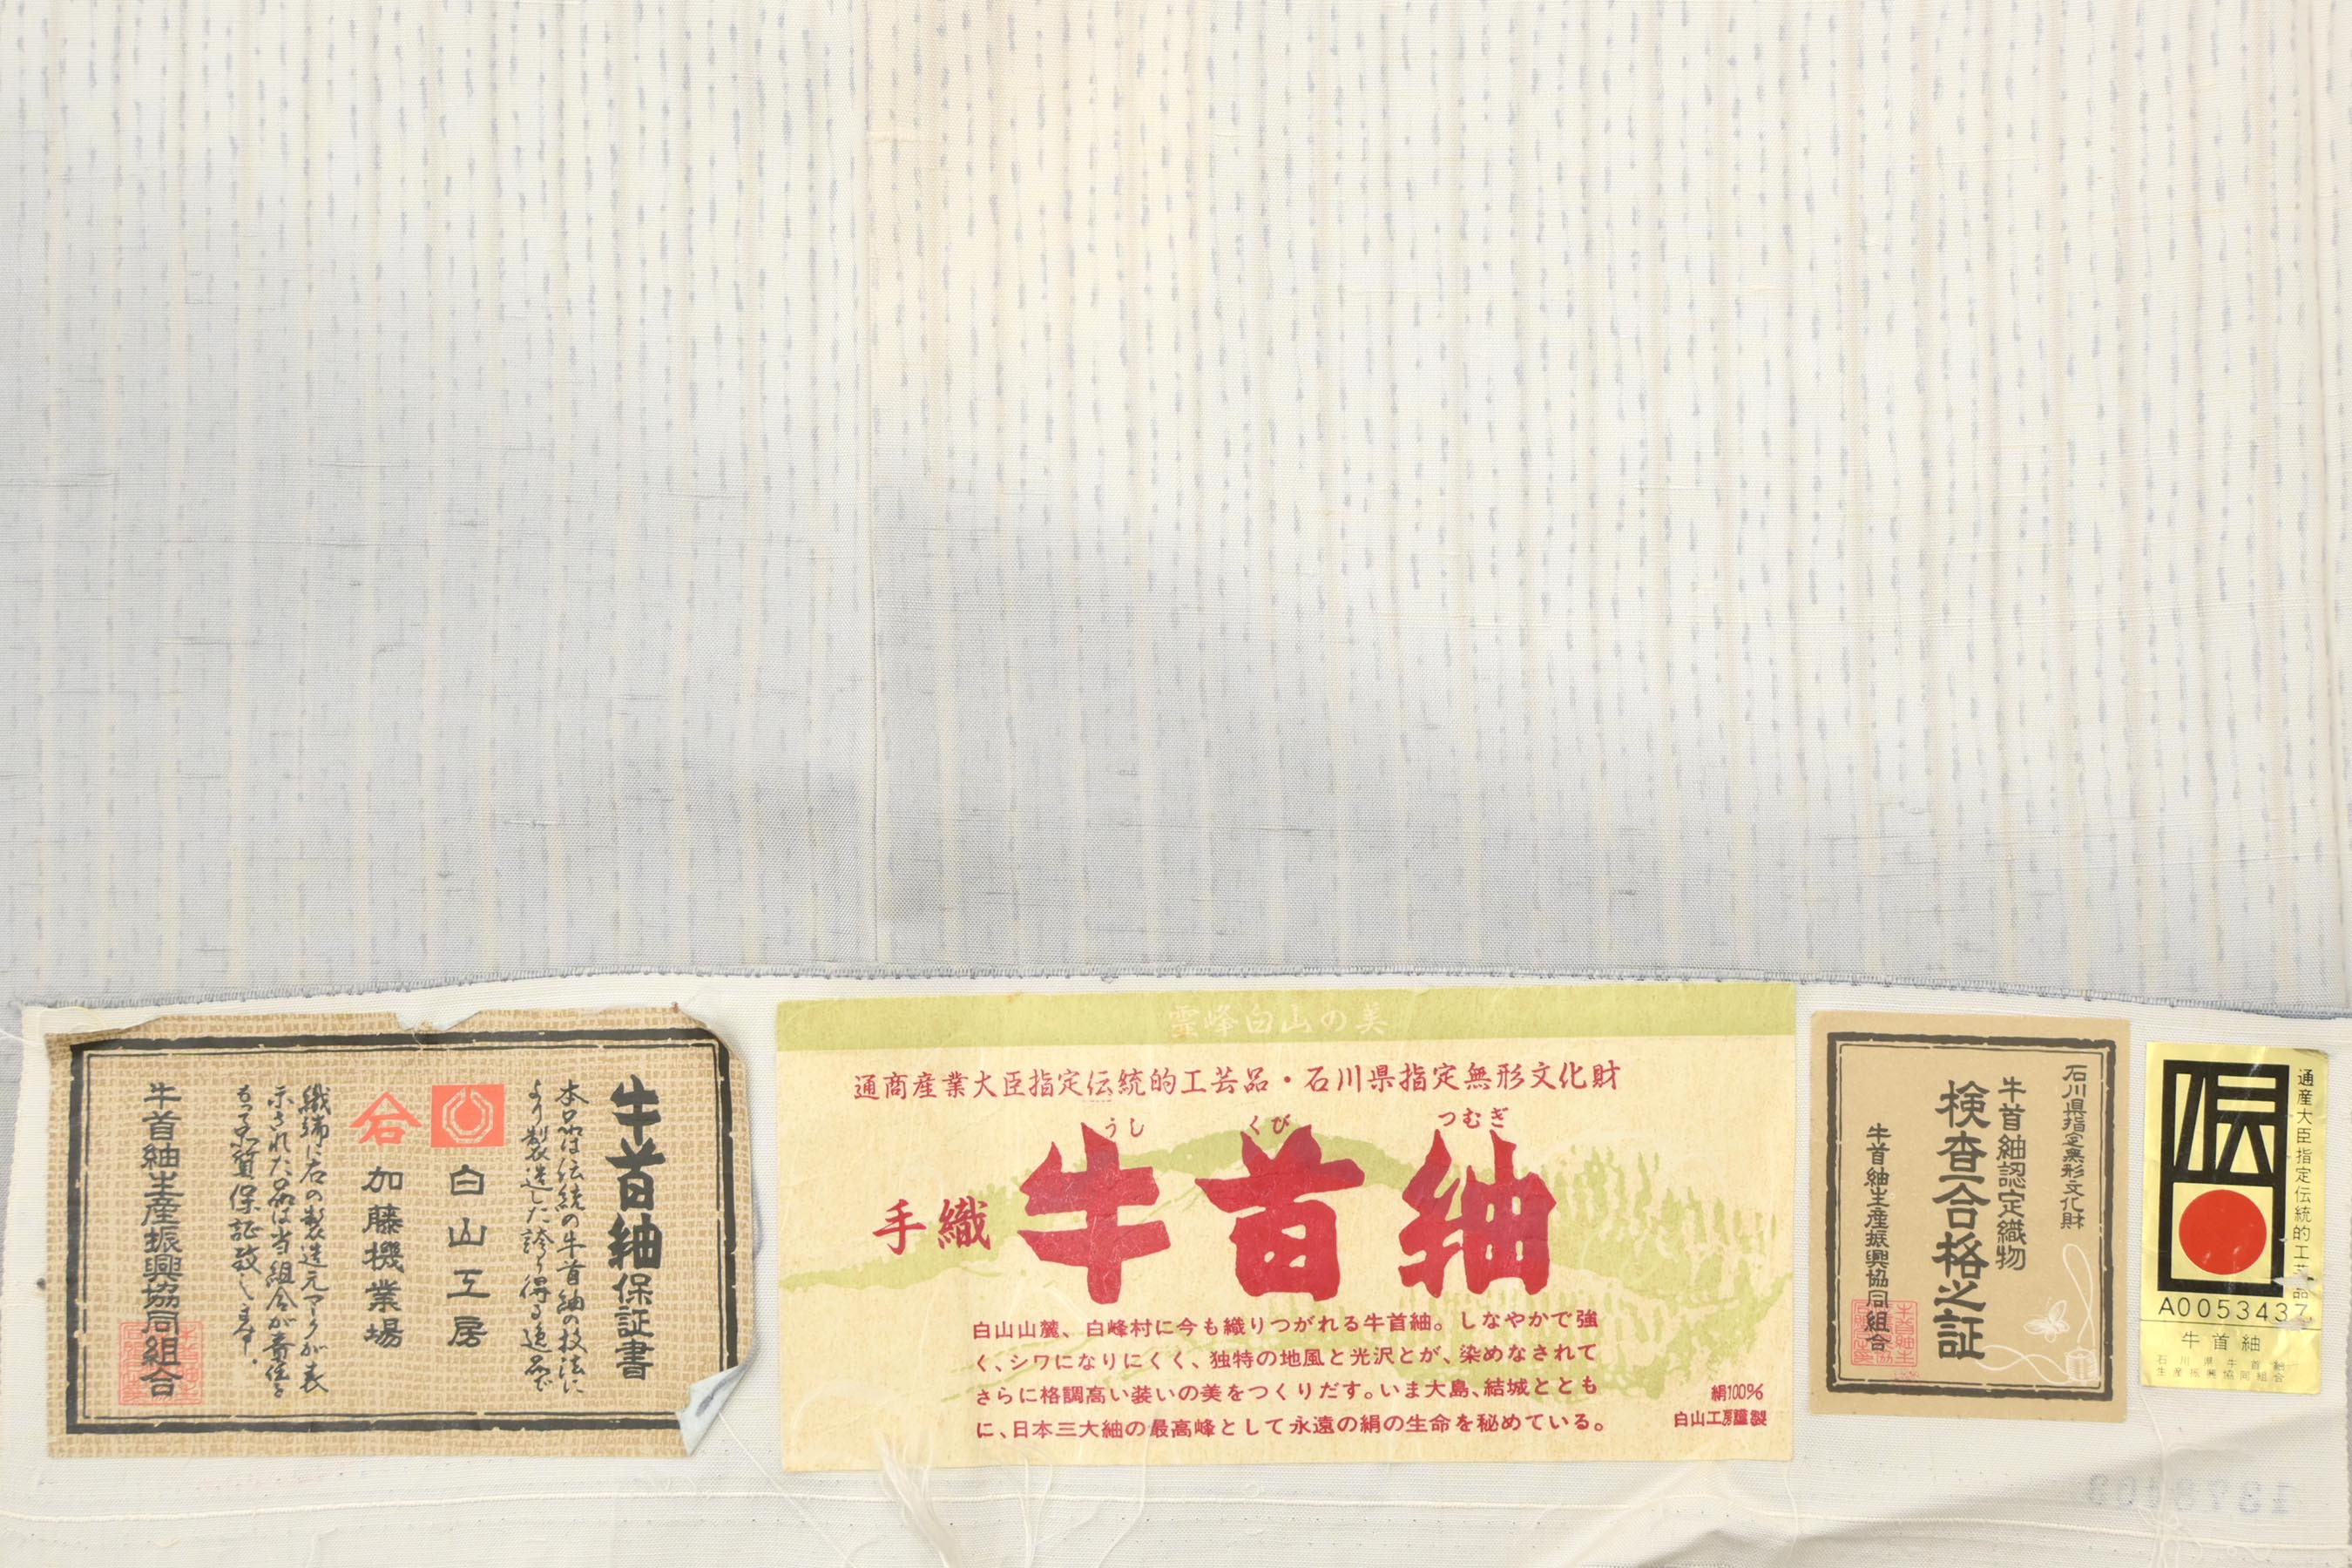 牛首紬保証書
本品は伝統の牛首紬の技法に
より製造した誇り得る逸品で
白山工房
加藤機業場
織端に右の製造元マークが表
示された品は当組合が責任を
もって品質保証致します。
牛首紬生産振興協同組合
霊峰白山の美
通商産業大臣指定伝統的工芸品・石川県指定無形文化財
うし くび つむぎ
手織 牛首紬
白山山麓、白峰村に今も織りつがれる牛首紬。しなやかで強
く、シワになりにくく、独特の地風と光沢とが、染めなされて
さらに格調高い装いの美をつくりだす。いま大島、結城ととも
に、日本三大紬の最高峰として永遠の絹の生命を秘めている。
絹100%
白山工房謹製
石川県指定無形文化財
牛首紬認定織物
検査合格之証
牛首紬生産振興協同組合
通産大臣指定伝統的工芸品
伝
A0053437
牛首紬
石川県牛首紬
生産振興協同組合